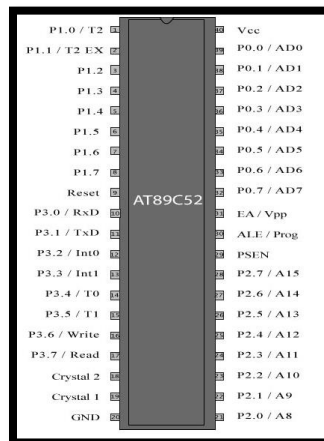 P1.0 / T2 1 40 Vcc
P1.1 / T2 EX 2 39 P0.0 / AD0
P1.2 3 38 P0.1 / AD1
P1.3 4 37 P0.2 / AD2
P1.4 5 36 P0.3 / AD3
P1.5 6 35 P0.4 / AD4
P1.6 7 34 P0.5 / AD5
P1.7 8 33 P0.6 / AD6
Reset 9 32 P0.7 / AD7
AT89C52
P3.0 / RxD 10 31 EA / Vpp
P3.1 / TxD 11 30 ALE / Prog
P3.2 / Int0 12 29 PSEN
P3.3 / Int1 13 28 P2.7 / A15
P3.4 / T0 14 27 P2.6 / A14
P3.5 / T1 15 26 P2.5 / A13
P3.6 / Write 16 25 P2.4 / A12
P3.7 / Read 17 24 P2.3 / A11
Crystal 2 18 23 P2.2 / A10
Crystal 1 19 22 P2.1 / A9
GND 20 21 P2.0 / A8